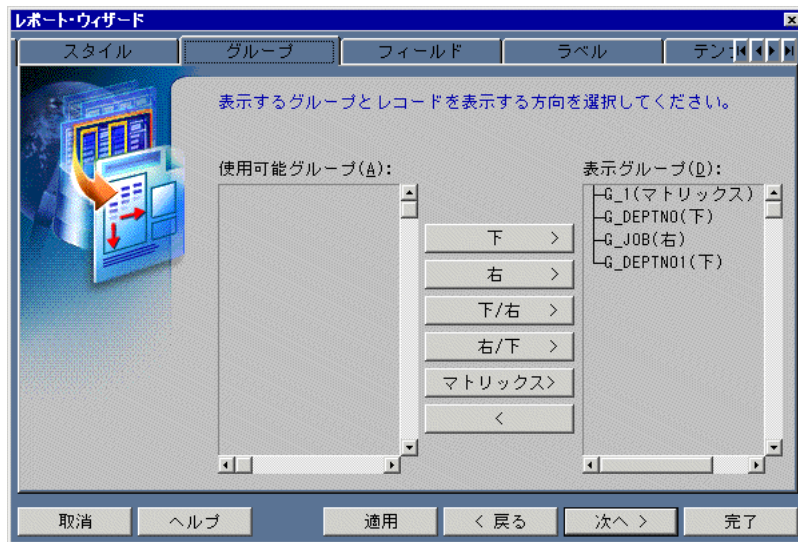 レポート・ウィザード
スタイル グループ フィールド ラベル テン
表示するグループとレコードを表示する方向を選択してください。
使用可能グループ(A): 表示グループ(D):
G_1(マトリックス)
G_DEPTNO(下)
G_JOB(右)
G_DEPTNO1(下)
下 >
右 >
下/右 >
右/下 >
マトリックス>
<
取消 ヘルプ 適用 < 戻る 次へ > 完了